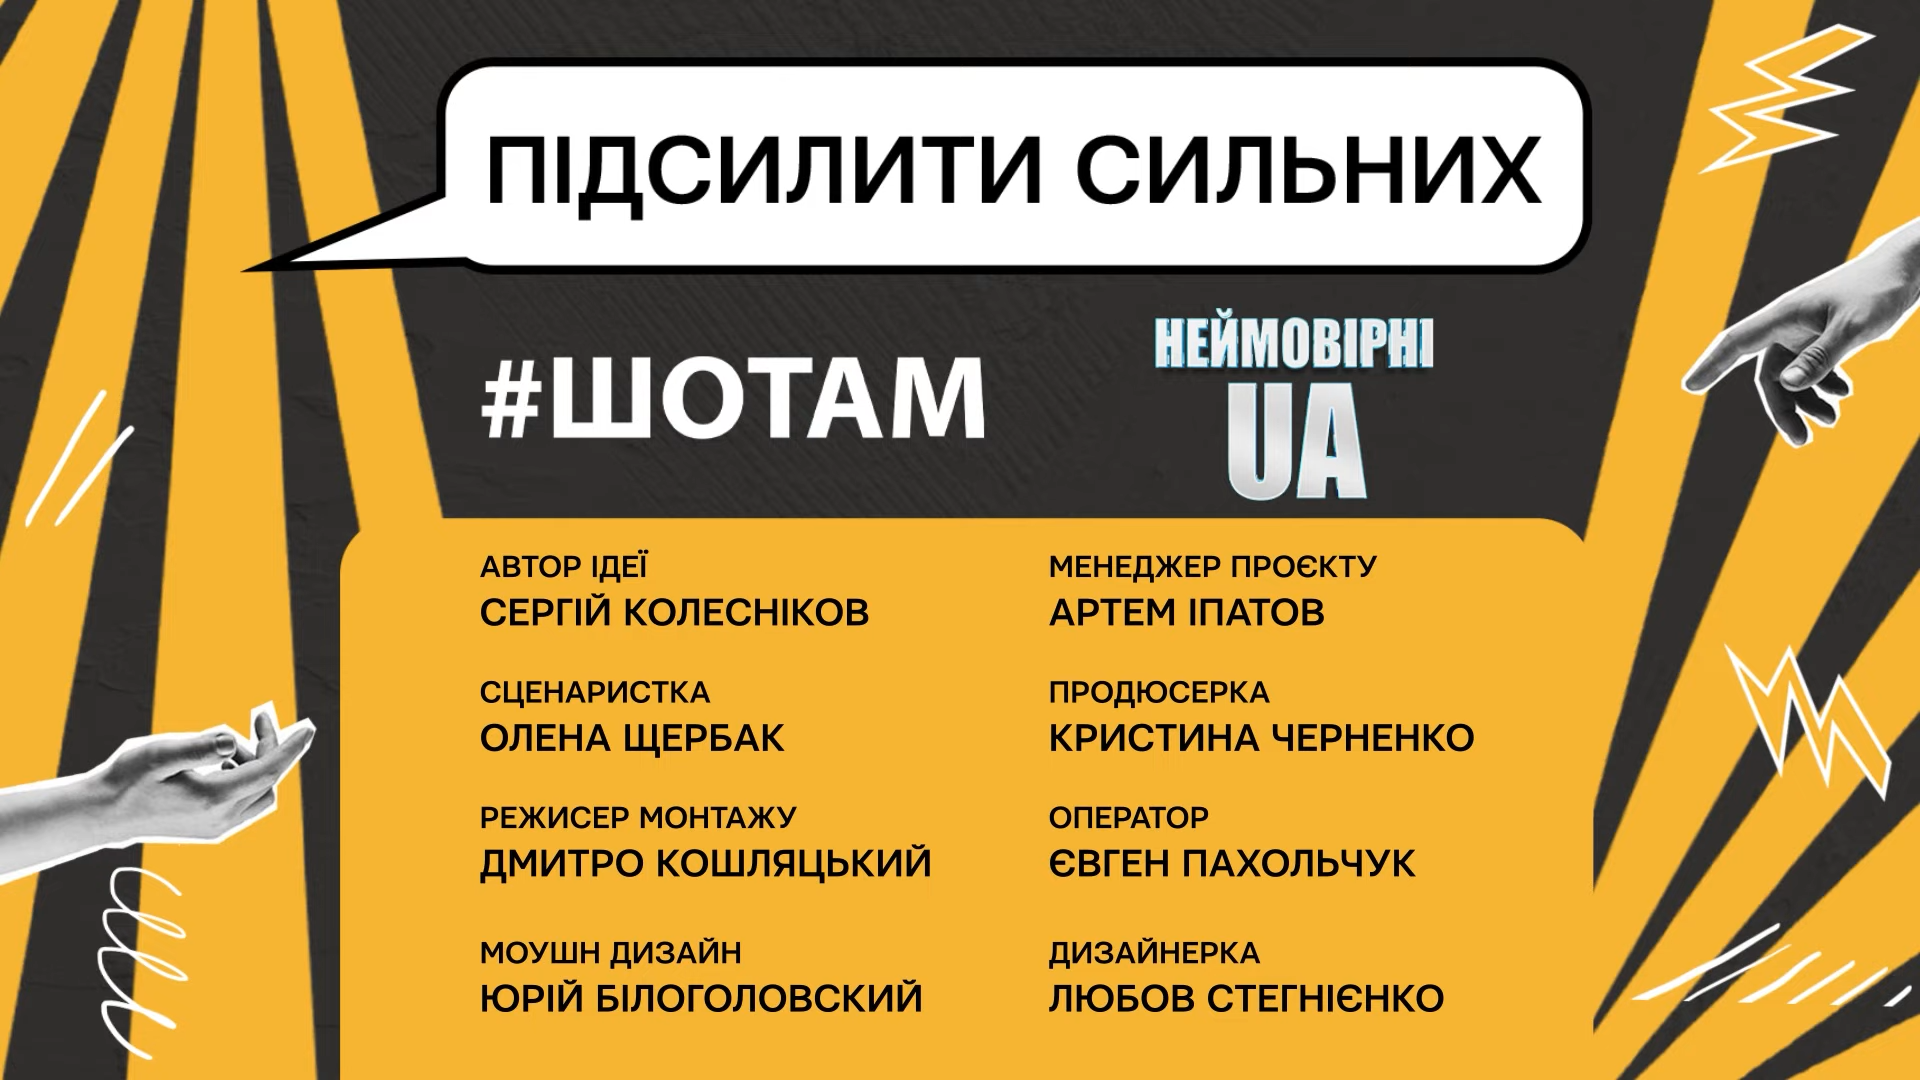 ПІДСИЛИТИ СИЛЬНИХ
#ШОТАМ
НЕЙМОВІРНІ
UA
АВТОР ІДЕЇ
СЕРГІЙ КОЛЕСНІКОВ
МЕНЕДЖЕР ПРОЄКТУ
АРТЕМ ІПАТОВ
СЦЕНАРИСТКА
ОЛЕНА ЩЕРБАК
ПРОДЮСЕРКА
КРИСТИНА ЧЕРНЕНКО
РЕЖИСЕР МОНТАЖУ
ДМИТРО КОШЛЯЦЬКИЙ
ОПЕРАТОР
ЄВГЕН ПАХОЛЬЧУК
МОУШН ДИЗАЙН
ЮРІЙ БІЛОГОЛОВСКИЙ
ДИЗАЙНЕРКА
ЛЮБОВ СТЕГНІЄНКО